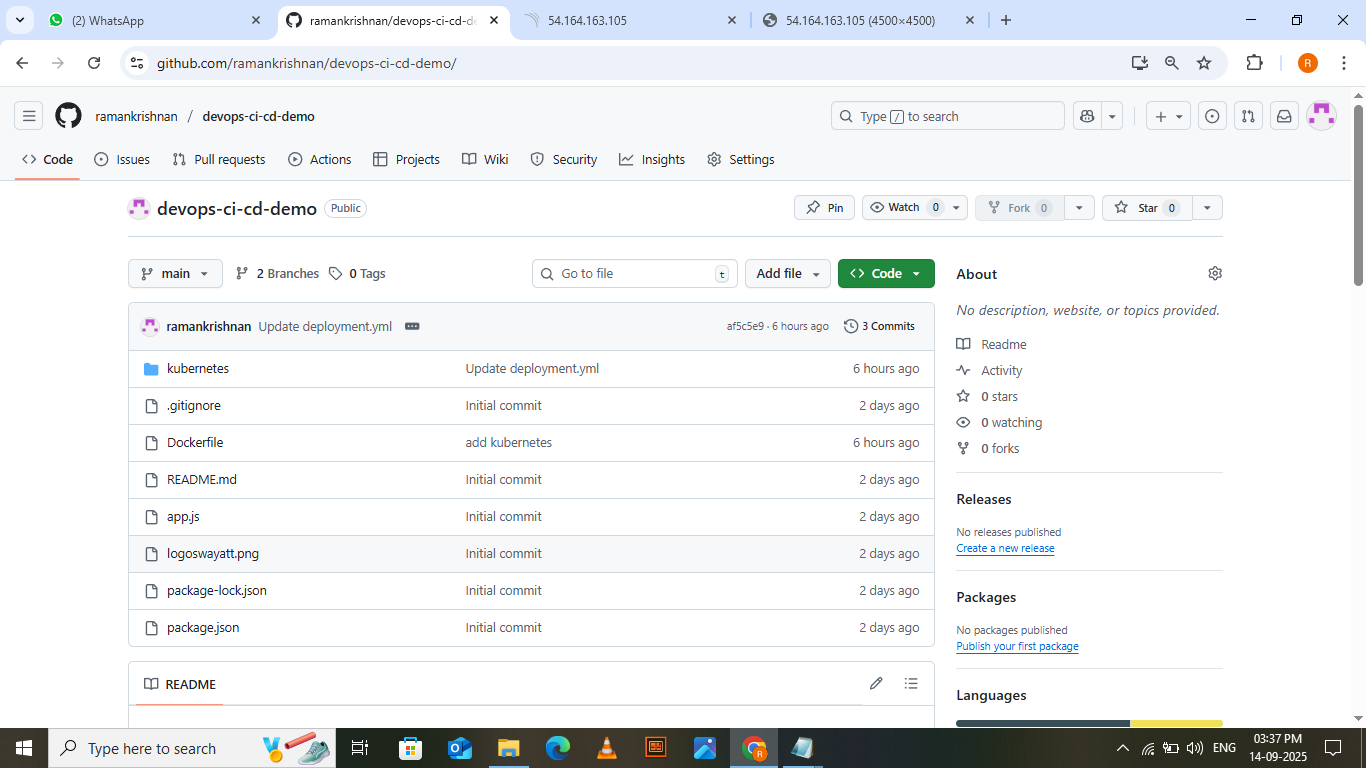 (2) WhatsApp
ramankrishnan/devops-ci-cd-de
54.164.163.105
54.164.163.105 (4500×4500)
github.com/ramankrishnan/devops-ci-cd-demo/
R
ramankrishnan / devops-ci-cd-demo
Type / to search
Code Issues Pull requests Actions Projects Wiki Security Insights Settings
devops-ci-cd-demo Public
Pin Watch 0 Fork 0 Star 0
main 2 Branches 0 Tags
Go to file t Add file Code
ramankrishnan Update deployment.yml af5c5e9 · 6 hours ago 3 Commits
kubernetes Update deployment.yml 6 hours ago
.gitignore Initial commit 2 days ago
Dockerfile add kubernetes 6 hours ago
README.md Initial commit 2 days ago
app.js Initial commit 2 days ago
logoswayatt.png Initial commit 2 days ago
package-lock.json Initial commit 2 days ago
package.json Initial commit 2 days ago
README
About
No description, website, or topics provided.
Readme
Activity
0 stars
0 watching
0 forks
Releases
No releases published
Create a new release
Packages
No packages published
Publish your first package
Languages
Type here to search
R
ENG
03:37 PM
14-09-2025